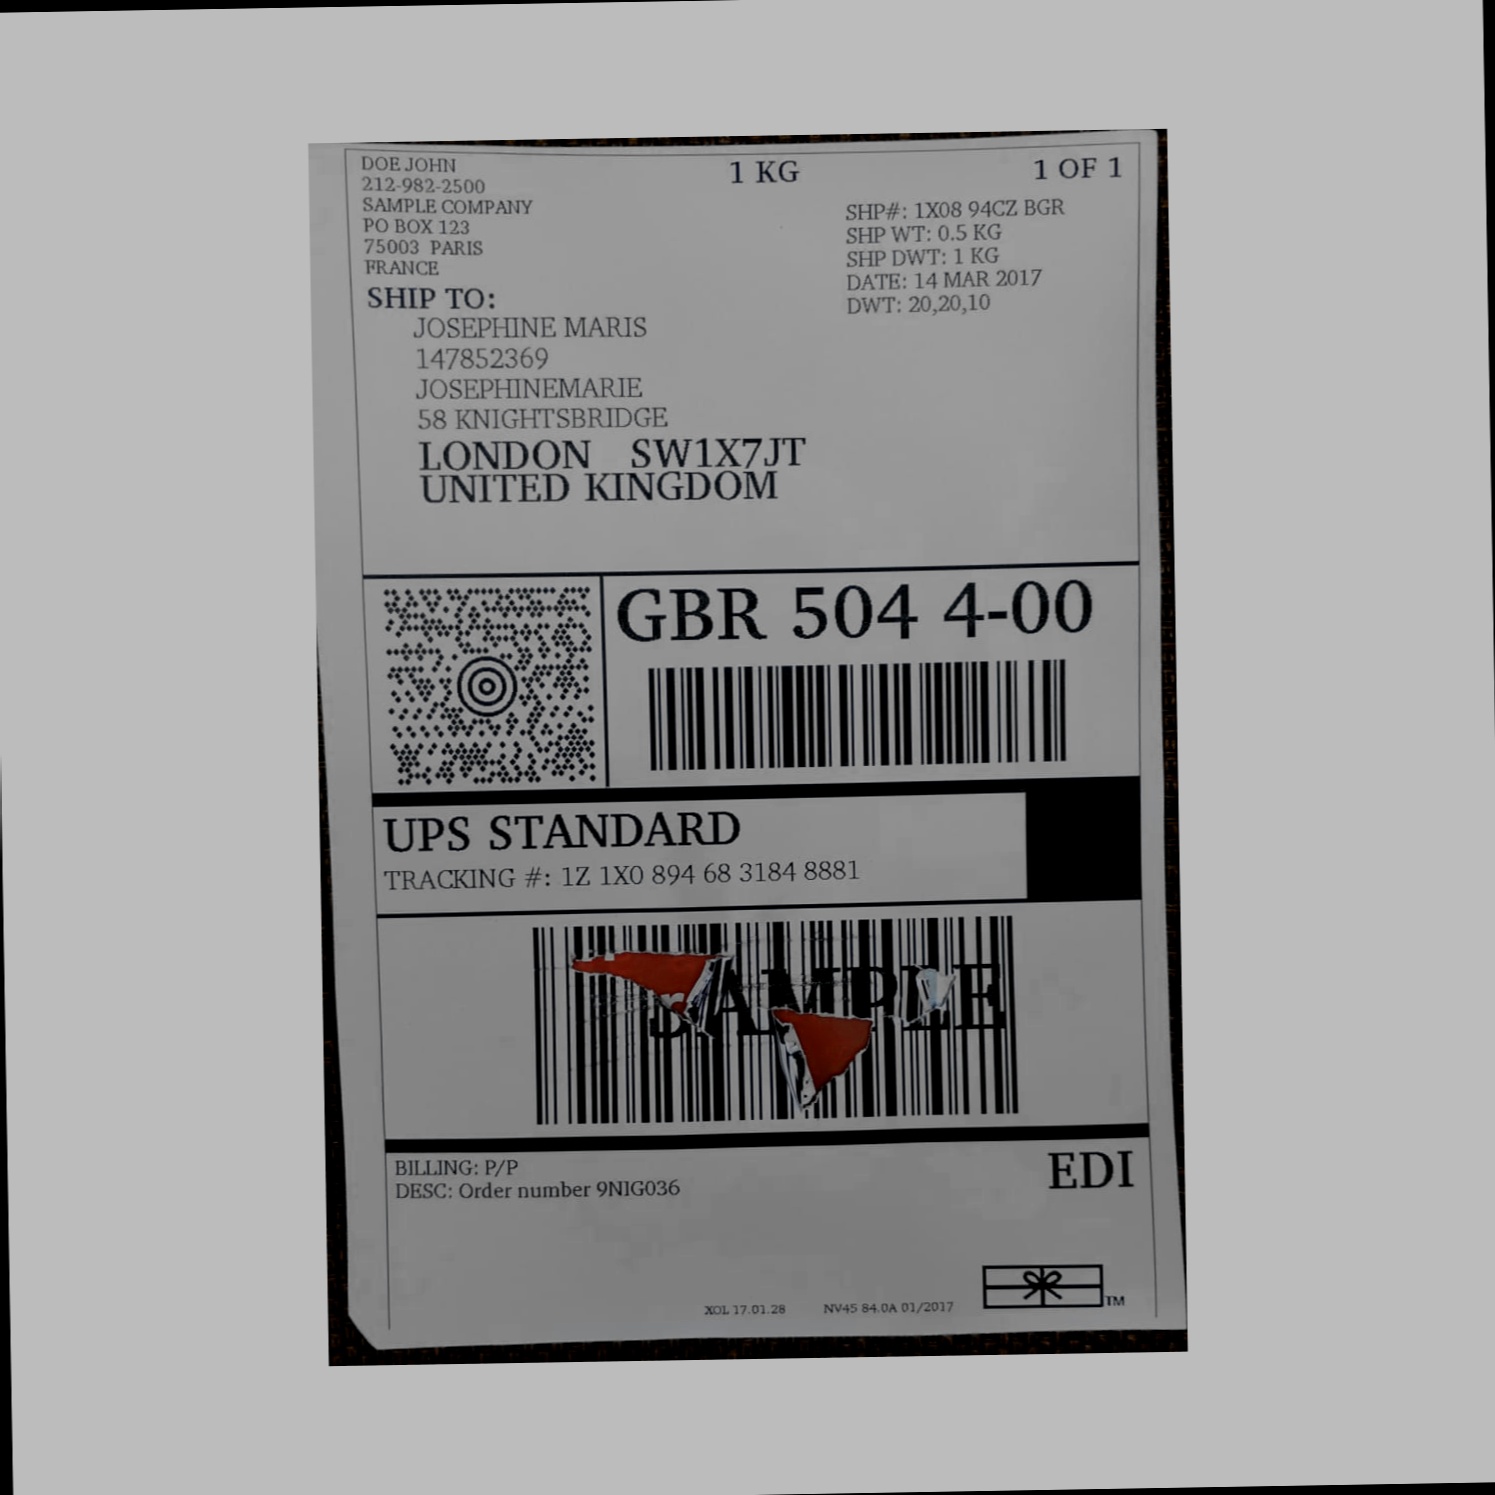 DOE JOHN
212-982-2500
SAMPLE COMPANY
PO BOX 123
75003 PARIS
FRANCE
1 KG
1 OF 1
SHP#: 1X08 94CZ BGR
SHP WT: 0.5 KG
SHP DWT: 1 KG
DATE: 14 MAR 2017
DWT: 20,20,10
SHIP TO:
JOSEPHINE MARIS
147852369
JOSEPHINEMARIE
58 KNIGHTSBRIDGE
LONDON SW1X7JT
UNITED KINGDOM
GBR 504 4-00
UPS STANDARD
TRACKING #: 1Z 1X0 894 68 3184 8881
SAMPLE
BILLING: P/P
DESC: Order number 9NIG036
EDI
XOL 17.01.28 NV45 84.0A 01/2017
TM